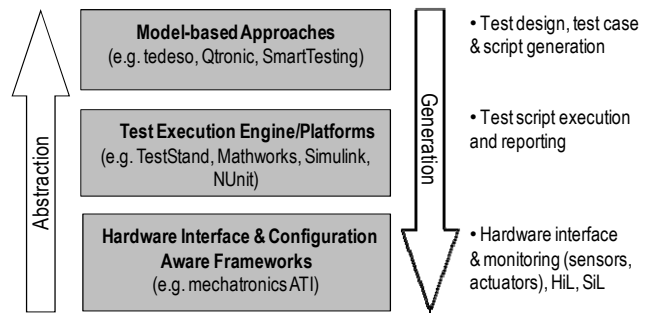 Model-based Approaches
(e.g. tedeso, Qtronic, SmartTesting)
• Test design, test case
& script generation
Abstraction
Test Execution Engine/Platforms
(e.g. TestStand, Mathworks, Simulink,
NUnit)
Generation
• Test script execution
and reporting
Hardware Interface & Configuration
Aware Frameworks
(e.g. mechatronics ATI)
• Hardware interface
& monitoring (sensors,
actuators), HiL, SiL